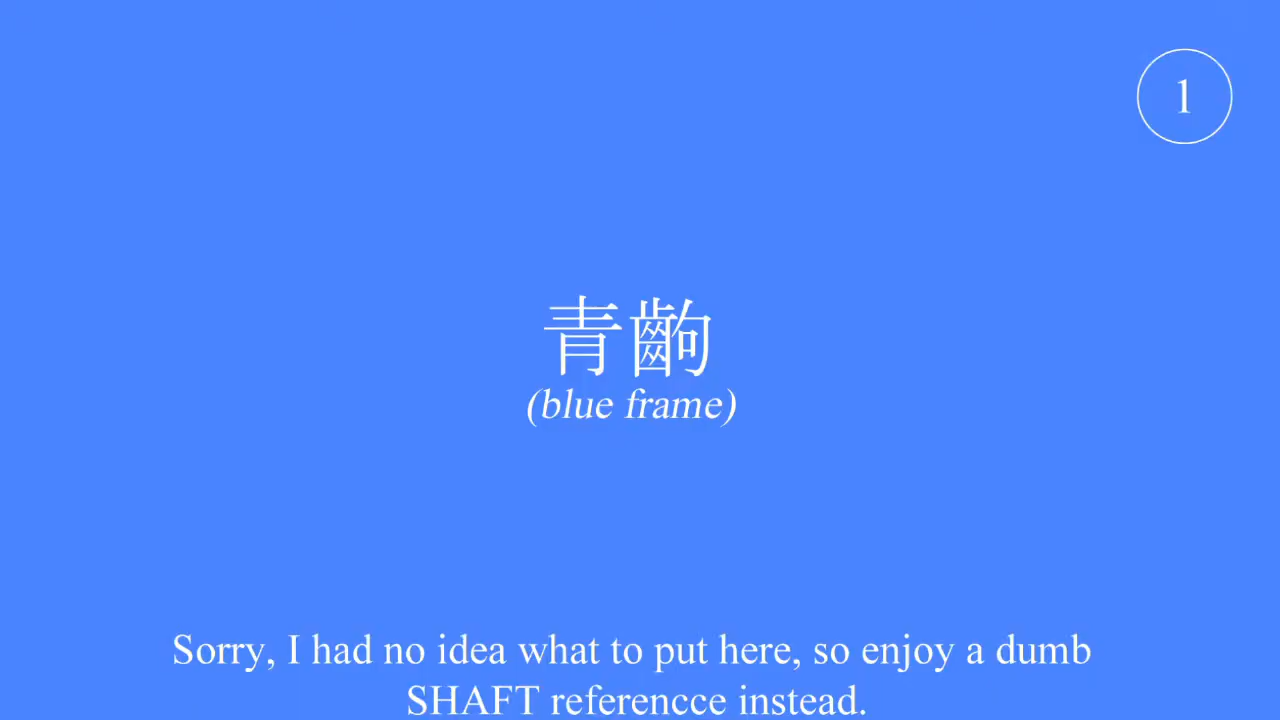 1
青齣
(blue frame)
Sorry, I had no idea what to put here, so enjoy a dumb
SHAFT referencce instead.